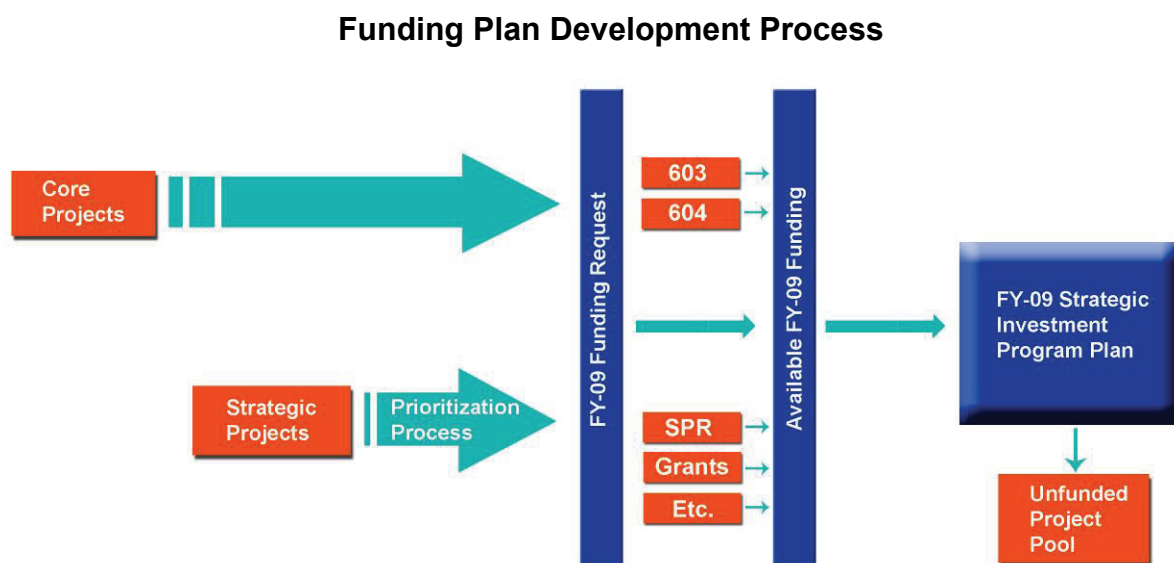 Funding Plan Development Process
Core
Projects
Strategic
Projects
Prioritization
Process
FY-09 Funding Request
603
604
SPR
Grants
Etc.
Available FY-09 Funding
FY-09 Strategic
Investment
Program Plan
Unfunded
Project
Pool